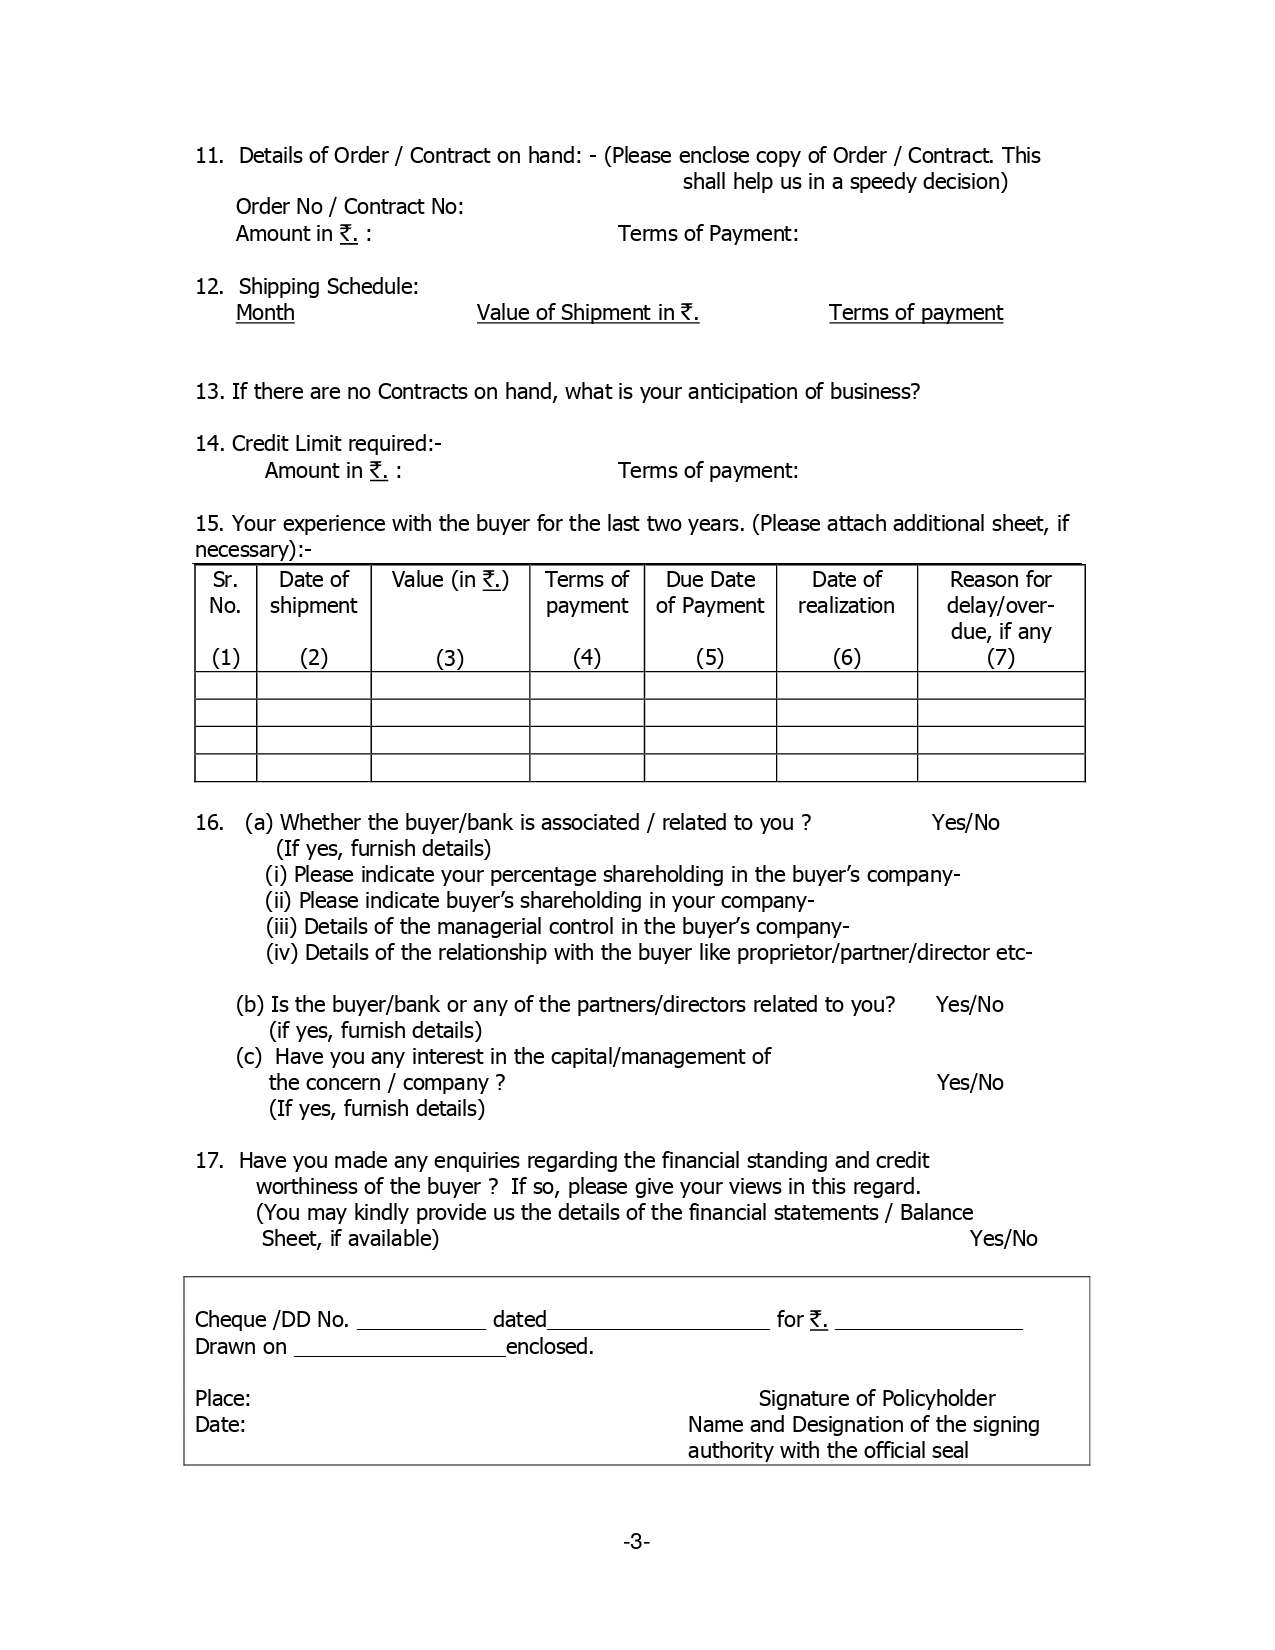 11. Details of Order / Contract on hand: - (Please enclose copy of Order / Contract. This
shall help us in a speedy decision)
Order No / Contract No:
Amount in ₹. : Terms of Payment:
12. Shipping Schedule:
Month Value of Shipment in ₹. Terms of payment
13. If there are no Contracts on hand, what is your anticipation of business?
14. Credit Limit required:-
Amount in ₹. : Terms of payment:
15. Your experience with the buyer for the last two years. (Please attach additional sheet, if
necessary):-
Sr. Date of Value (in ₹.) Terms of Due Date Date of Reason for
No. shipment payment of Payment realization delay/over-
due, if any
(1) (2) (3) (4) (5) (6) (7)
16. (a) Whether the buyer/bank is associated / related to you ? Yes/No
(If yes, furnish details)
(i) Please indicate your percentage shareholding in the buyer’s company-
(ii) Please indicate buyer’s shareholding in your company-
(iii) Details of the managerial control in the buyer’s company-
(iv) Details of the relationship with the buyer like proprietor/partner/director etc-
(b) Is the buyer/bank or any of the partners/directors related to you? Yes/No
(if yes, furnish details)
(c) Have you any interest in the capital/management of
the concern / company ? Yes/No
(If yes, furnish details)
17. Have you made any enquiries regarding the financial standing and credit
worthiness of the buyer ? If so, please give your views in this regard.
(You may kindly provide us the details of the financial statements / Balance
Sheet, if available) Yes/No
Cheque /DD No. ___________ dated___________________ for ₹. ________________
Drawn on __________________enclosed.
Place: Signature of Policyholder
Date: Name and Designation of the signing
authority with the official seal
-3-